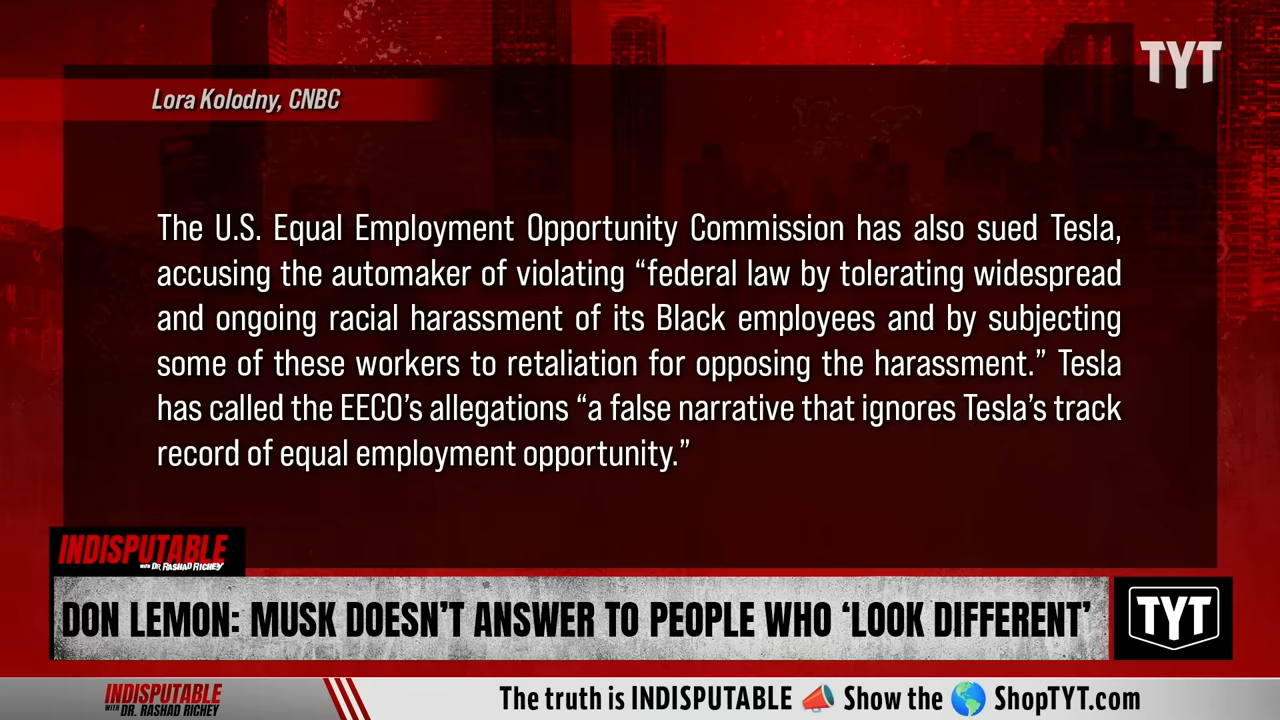 TYT
Lora Kolodny, CNBC
The U.S. Equal Employment Opportunity Commission has also sued Tesla,
accusing the automaker of violating “federal law by tolerating widespread
and ongoing racial harassment of its Black employees and by subjecting
some of these workers to retaliation for opposing the harassment.” Tesla
has called the EECO’s allegations “a false narrative that ignores Tesla’s track
record of equal employment opportunity.”
INDISPUTABLE
WITH DR. RASHAD RICHEY
DON LEMON: MUSK DOESN’T ANSWER TO PEOPLE WHO ‘LOOK DIFFERENT’
TYT
INDISPUTABLE
WITH DR. RASHAD RICHEY
The truth is INDISPUTABLE 📣 Show the 🌎 ShopTYT.com